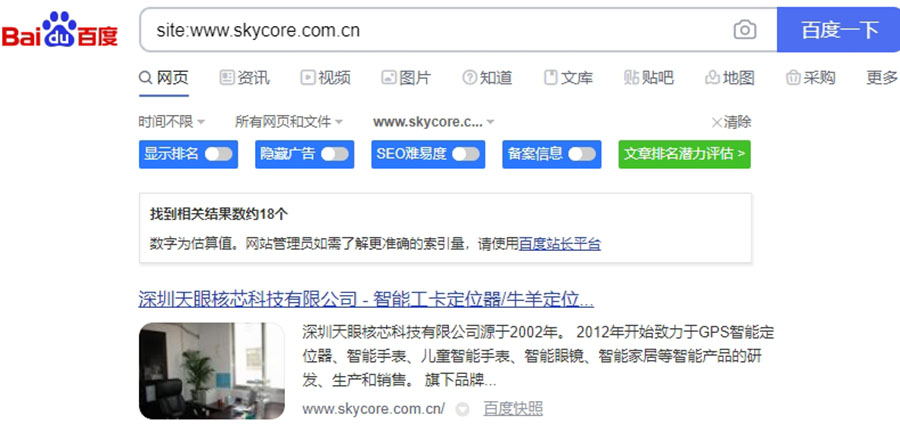 Bai du 百度
site:www.skycore.com.cn
百度一下
网页 资讯 视频 图片 知道 文库 贴吧 地图 采购 更多
时间不限 所有网页和文件 www.skycore.c... 清除
显示排名 隐藏广告 SEO难易度 备案信息 文章排名潜力评估 >
找到相关结果数约18个
数字为估算值。网站管理员如需了解更准确的索引量，请使用百度站长平台
深圳天眼核芯科技有限公司 - 智能工卡定位器/牛羊定位...
深圳天眼核芯科技有限公司源于2002年。 2012年开始致力于GPS智能定
位器、智能手表、儿童智能手表、智能眼镜、智能家居等智能产品的研
发、生产和销售。 旗下品牌...
www.skycore.com.cn/ 百度快照